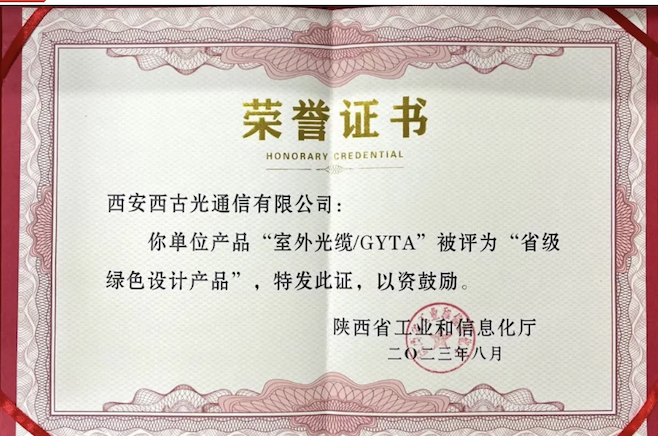 荣誉证书
HONORARY CREDENTIAL
西安西古光通信有限公司：
你单位产品“室外光缆/GYTA”被评为“省级
绿色设计产品”，特发此证，以资鼓励。
陕西省工业和信息化厅
二〇二三年八月